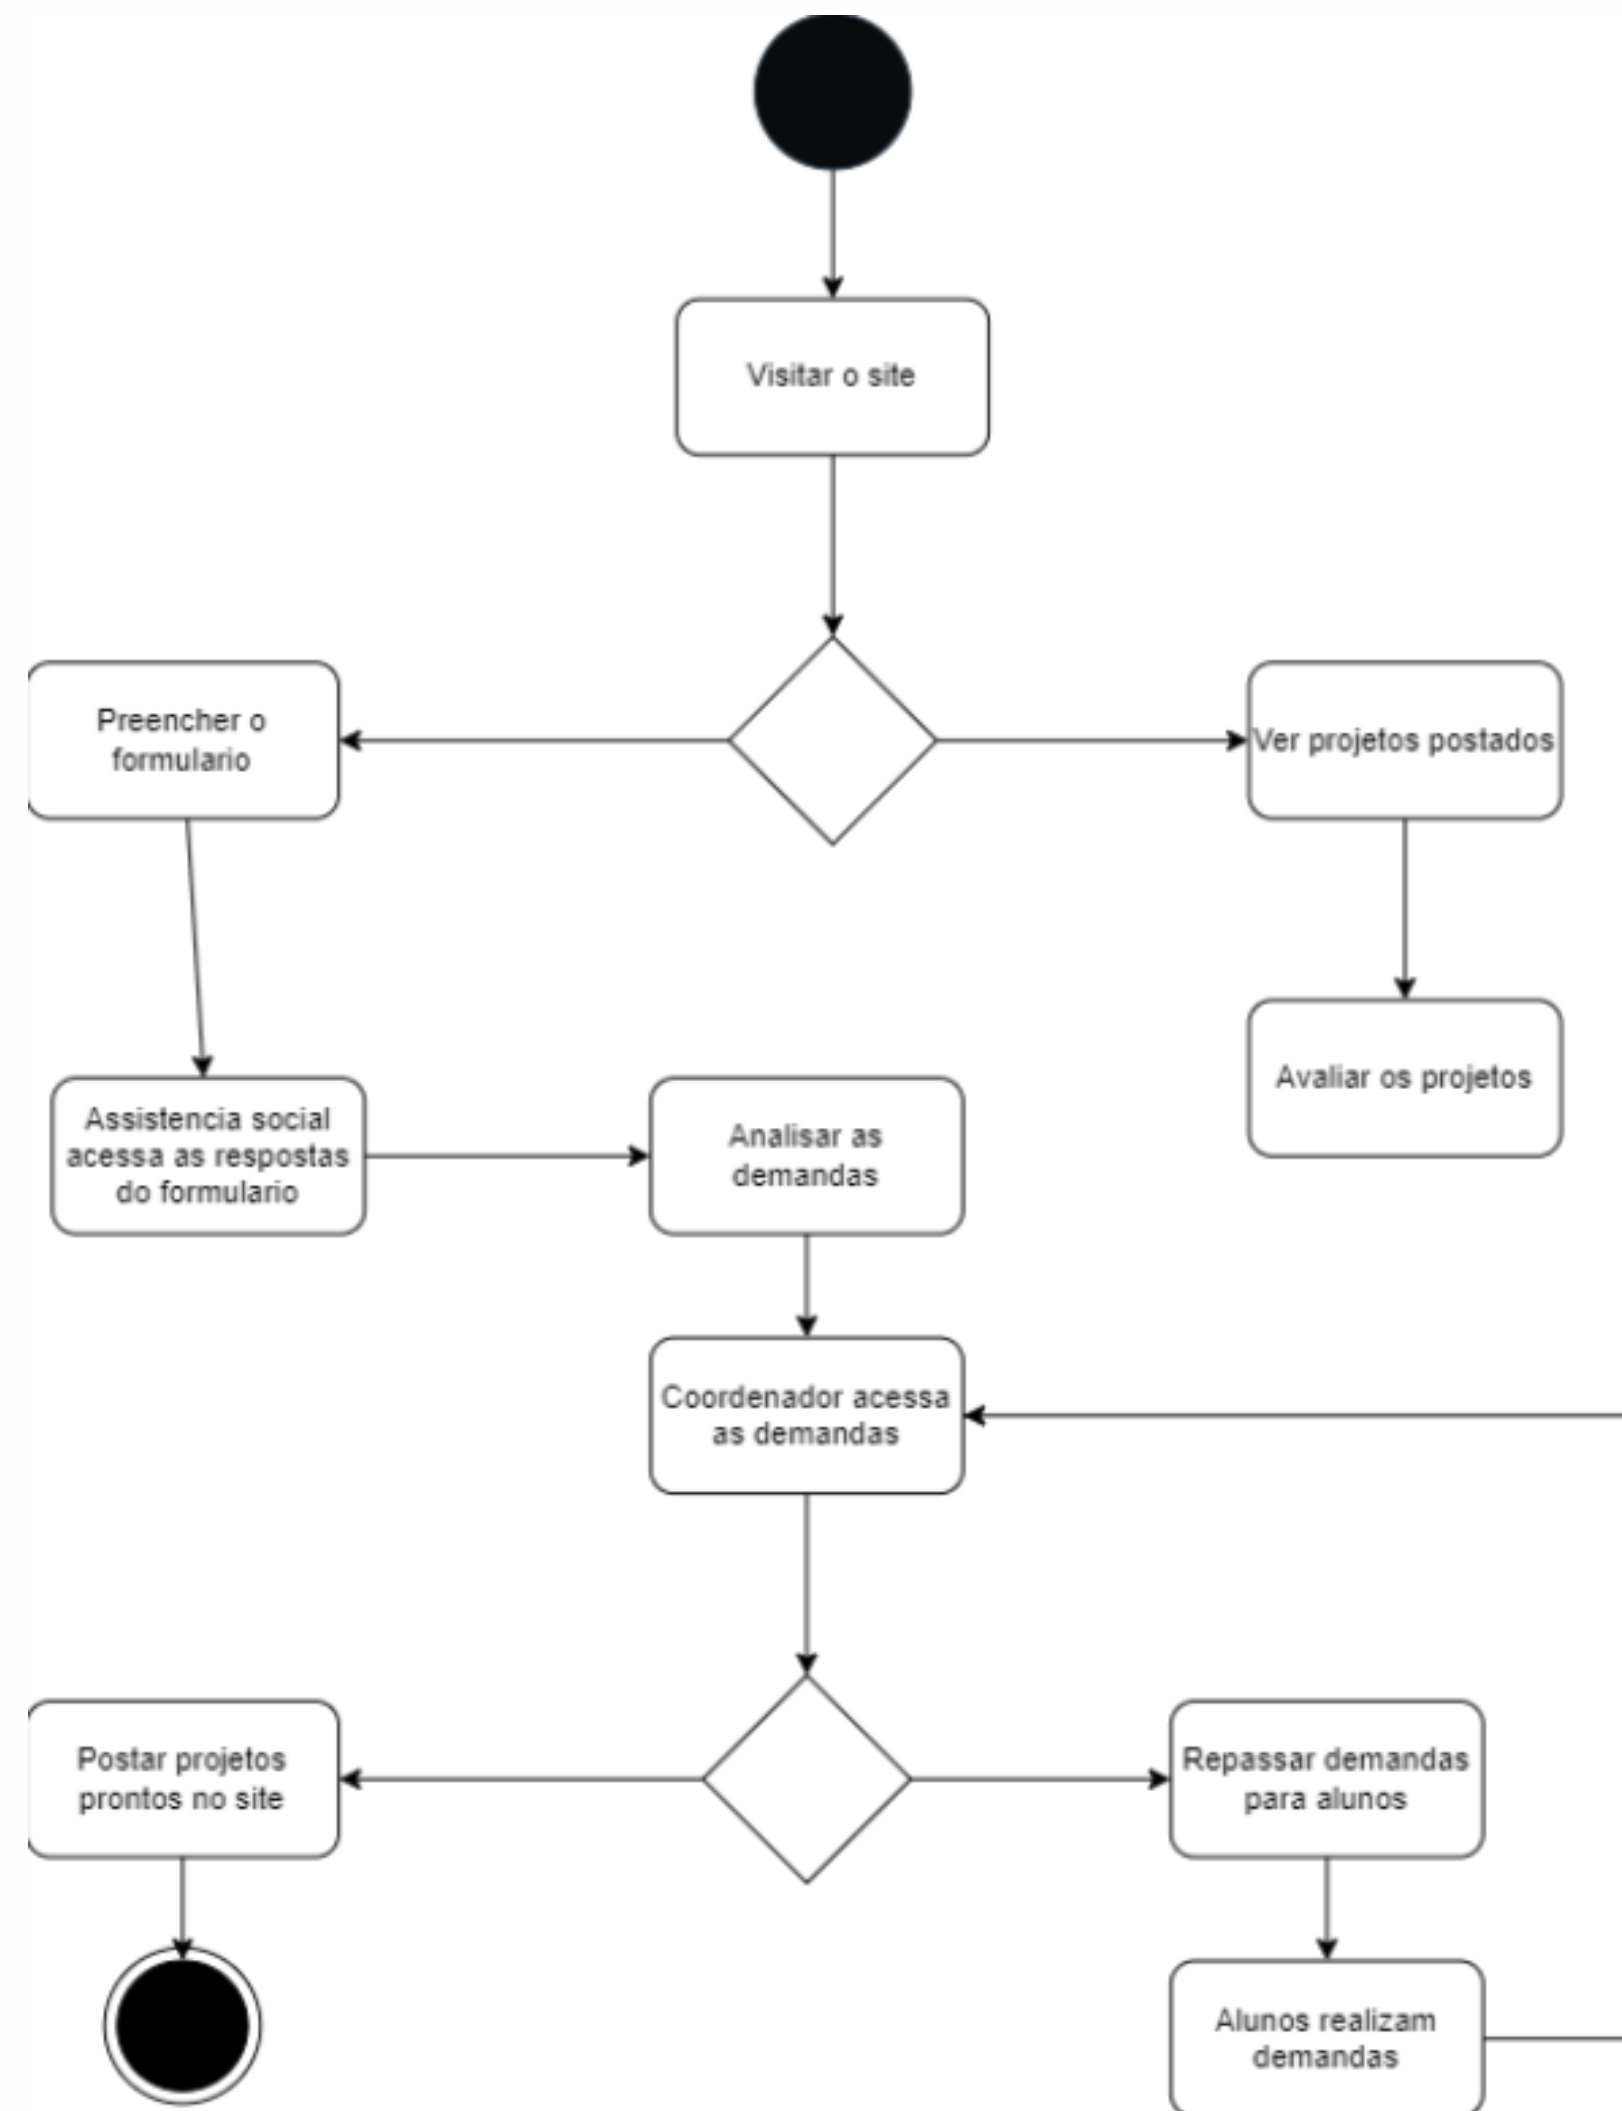 Visitar o site
Preencher o
formulario
Ver projetos postados
Avaliar os projetos
Assistencia social
acessa as respostas
do formulario
Analisar as
demandas
Coordenador acessa
as demandas
Postar projetos
prontos no site
Repassar demandas
para alunos
Alunos realizam
demandas